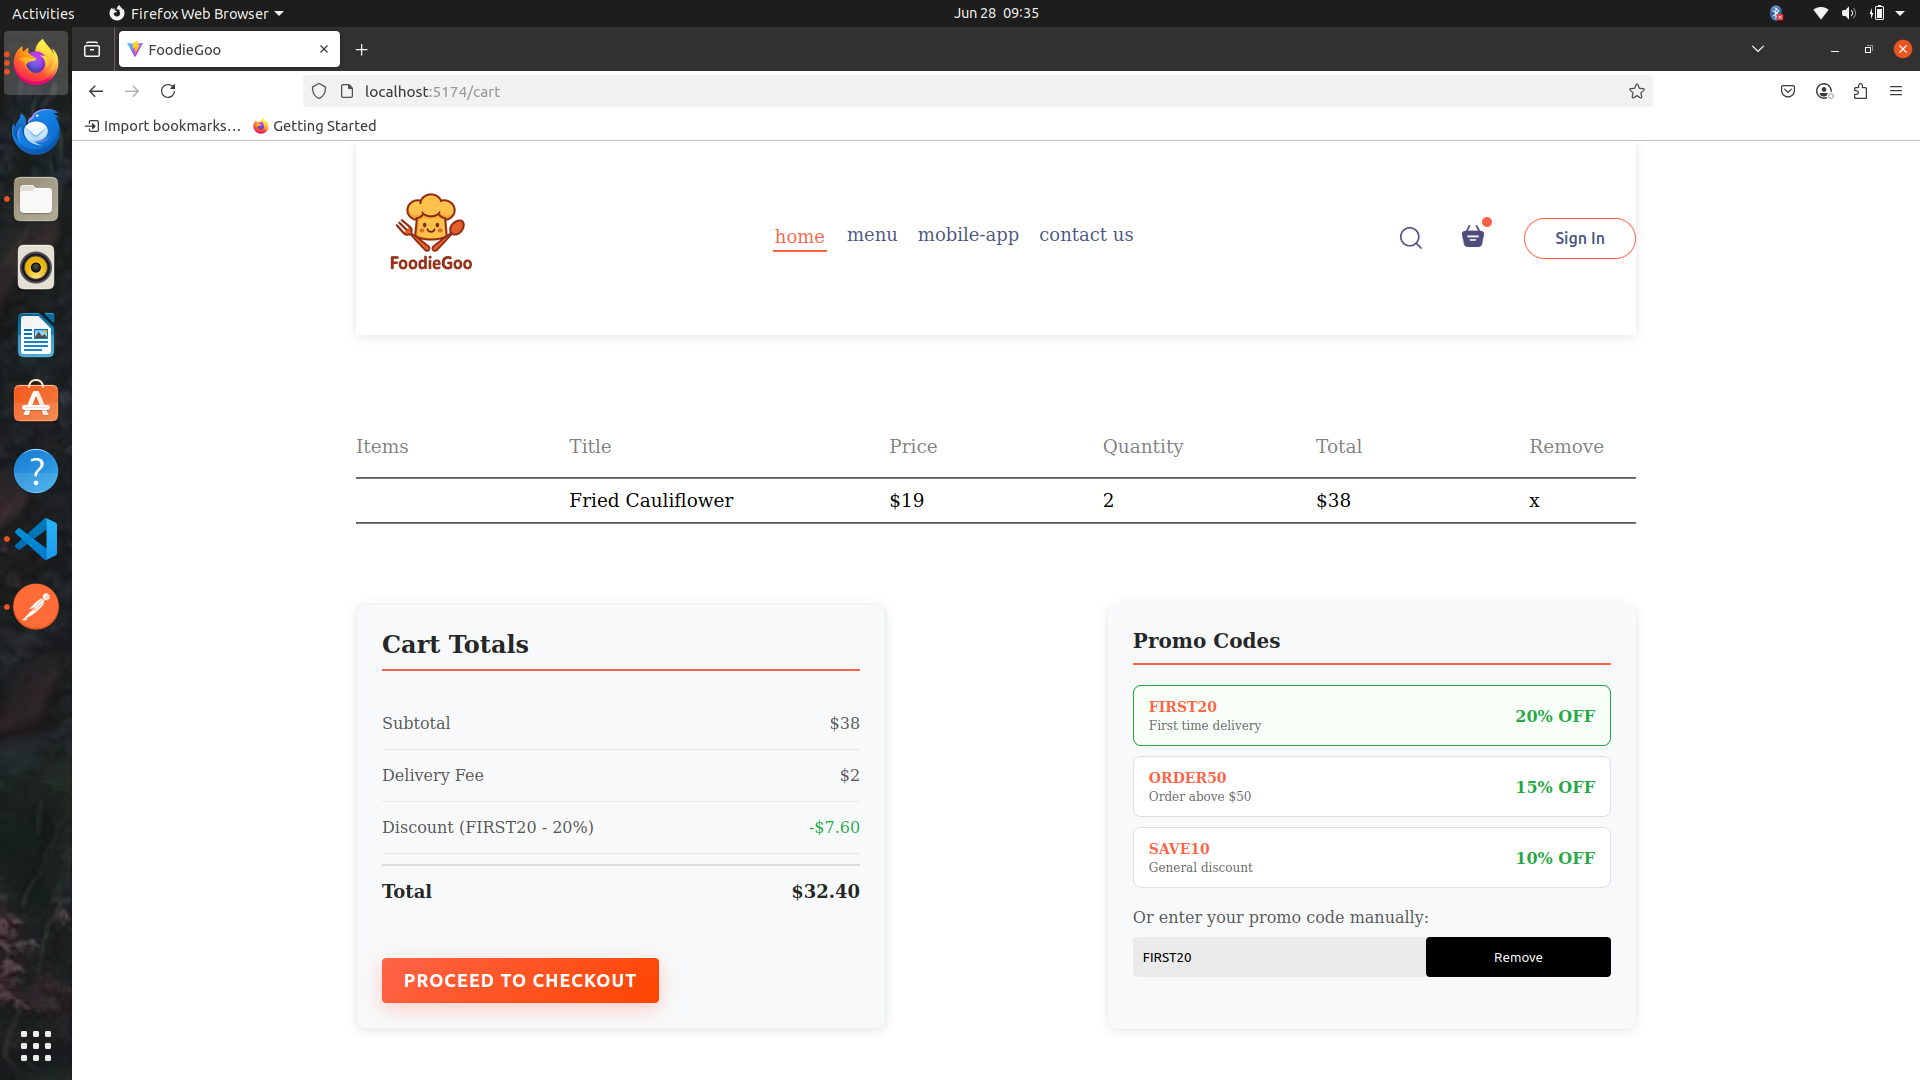 Activities Firefox Web Browser Jun 28 09:35
FoodieGoo
localhost:5174/cart
Import bookmarks... Getting Started
FoodieGoo
home menu mobile-app contact us Sign In
Items Title Price Quantity Total Remove
Fried Cauliflower $19 2 $38 x
Cart Totals
Subtotal $38
Delivery Fee $2
Discount (FIRST20 - 20%) -$7.60
Total $32.40
PROCEED TO CHECKOUT
Promo Codes
FIRST20
First time delivery
20% OFF
ORDER50
Order above $50
15% OFF
SAVE10
General discount
10% OFF
Or enter your promo code manually:
FIRST20 Remove